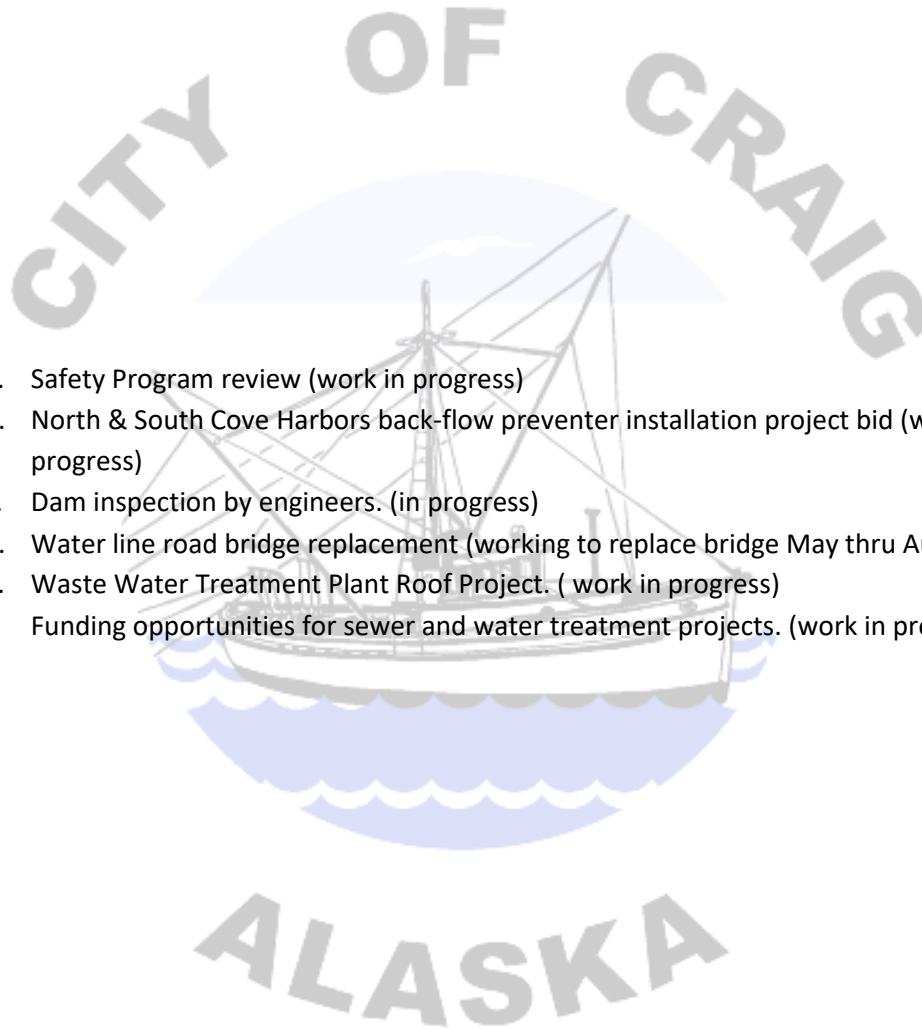 CITY OF CRAIG
. Safety Program review (work in progress)
. North & South Cove Harbors back-flow preventer installation project bid
progress)
. Dam inspection by engineers. (in progress)
. Water line road bridge replacement (working to replace bridge May thru
. Waste Water Treatment Plant Roof Project. ( work in progress)
Funding opportunities for sewer and water treatment projects. (work in
ALASKA